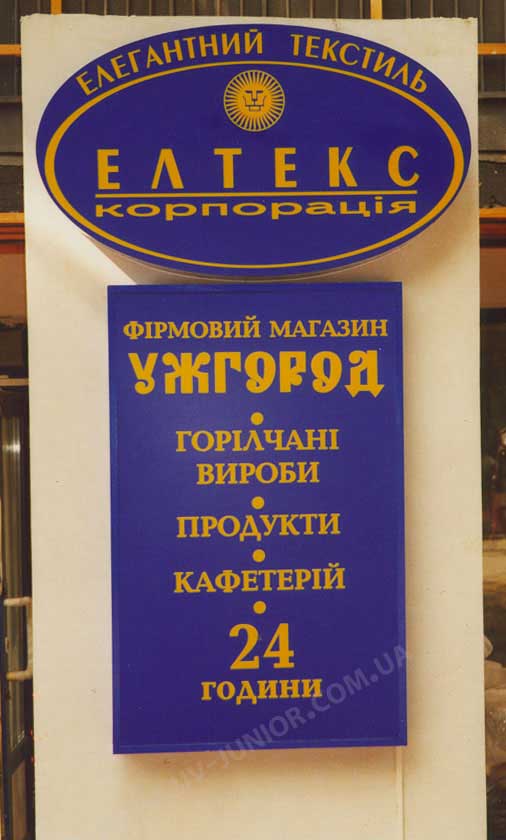 ЕЛЕГАНТНИЙ ТЕКСТИЛЬ
ЕЛТЕКС
корпорація
ФІРМОВИЙ МАГАЗИН
УЖГОРОД
ГОРІЛЧАНІ
ВИРОБИ
ПРОДУКТИ
КАФЕТЕРІЙ
24
ГОДИНИ